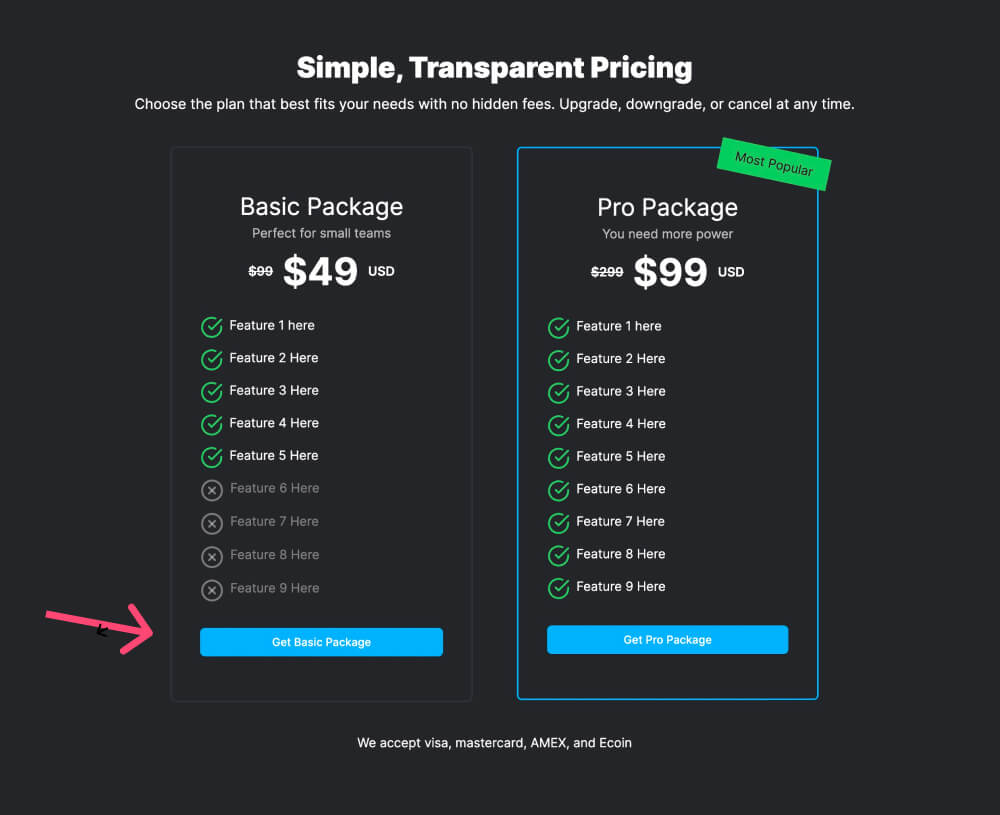 Simple, Transparent Pricing
Choose the plan that best fits your needs with no hidden fees. Upgrade, downgrade, or cancel at any time.
Basic Package
Perfect for small teams
$99 $49 USD
Feature 1 here
Feature 2 Here
Feature 3 Here
Feature 4 Here
Feature 5 Here
Feature 6 Here
Feature 7 Here
Feature 8 Here
Feature 9 Here
Get Basic Package
Most Popular
Pro Package
You need more power
$299 $99 USD
Feature 1 here
Feature 2 Here
Feature 3 Here
Feature 4 Here
Feature 5 Here
Feature 6 Here
Feature 7 Here
Feature 8 Here
Feature 9 Here
Get Pro Package
We accept visa, mastercard, AMEX, and Ecoin